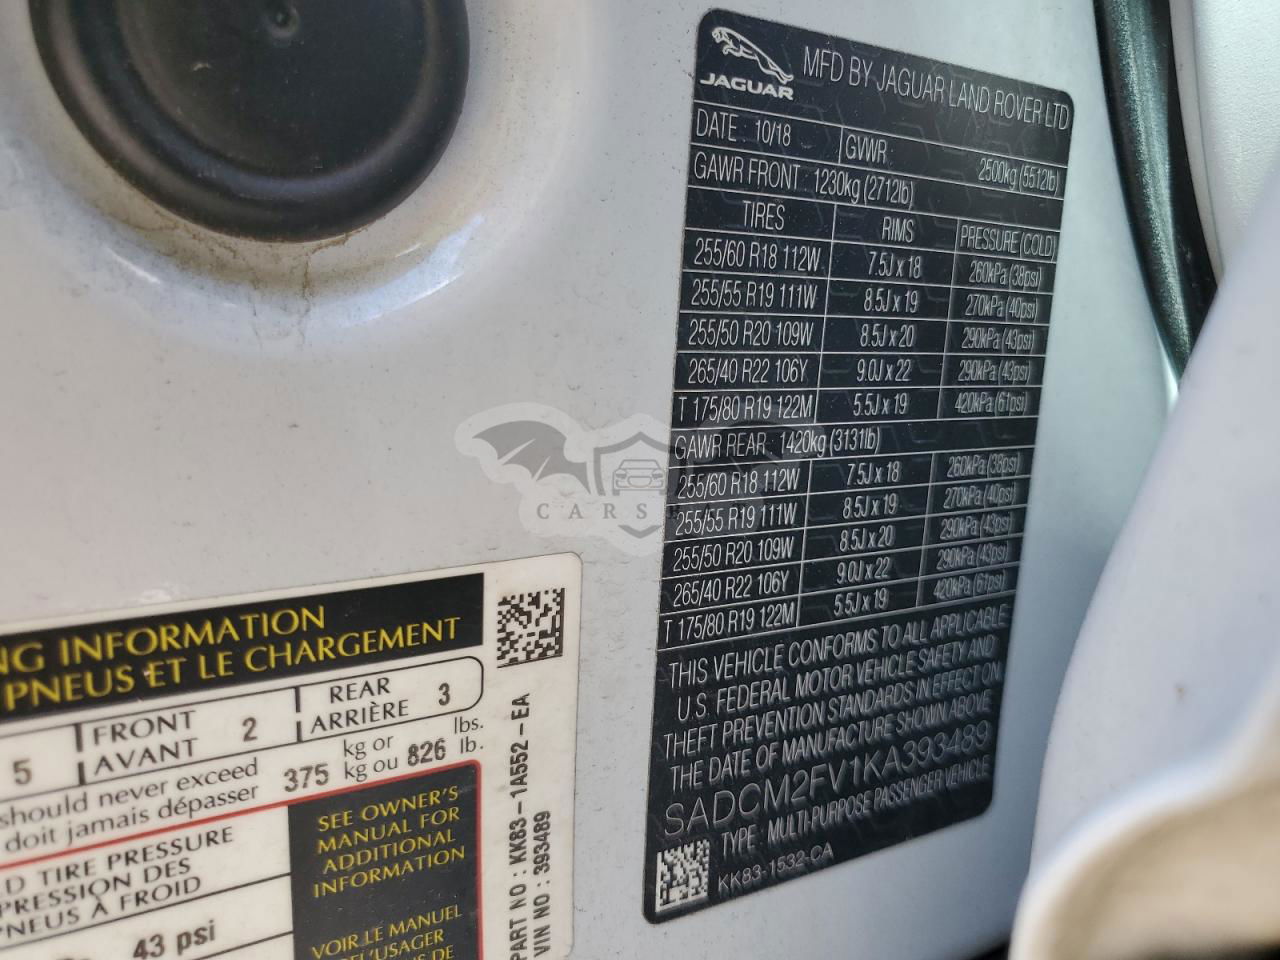 JAGUAR
MFD BY JAGUAR LAND ROVER LTD
DATE : 10/18 GVWR : 2500kg (5512lb)
GAWR FRONT : 1230kg (2712lb)
TIRES RIMS PRESSURE (COLD)
255/60 R18 112W 7.5J x 18 260kPa (38psi)
255/55 R19 111W 8.5J x 19 270kPa (40psi)
255/50 R20 109W 8.5J x 20 290kPa (43psi)
265/40 R22 106Y 9.0J x 22 290kPa (43psi)
T 175/80 R19 122M 5.5J x 19 420kPa (61psi)
GAWR REAR : 1420kg (3131lb)
255/60 R18 112W 7.5J x 18 260kPa (38psi)
255/55 R19 111W 8.5J x 19 270kPa (40psi)
255/50 R20 109W 8.5J x 20 290kPa (43psi)
265/40 R22 106Y 9.0J x 22 290kPa (43psi)
T 175/80 R19 122M 5.5J x 19 420kPa (61psi)
THIS VEHICLE CONFORMS TO ALL APPLICABLE
U.S. FEDERAL MOTOR VEHICLE SAFETY AND
THEFT PREVENTION STANDARDS IN EFFECT ON
THE DATE OF MANUFACTURE SHOWN ABOVE
SADCM2FV1KA393489
TYPE : MULTI-PURPOSE PASSENGER VEHICLE
KK83-1532-CA
CARS
NG INFORMATION
PNEUS ET LE CHARGEMENT
5 FRONT AVANT 2 REAR ARRIÈRE 3
should never exceed 375 kg or 826 lbs.
doit jamais dépasser kg ou lb.
D TIRE PRESSURE
PRESSION DES
PNEUS À FROID
43 psi
SEE OWNER'S
MANUAL FOR
ADDITIONAL
INFORMATION
VOIR LE MANUEL
DE L'USAGER
DE
PART NO : KK83 - 1A552 - EA
VIN NO : 393489